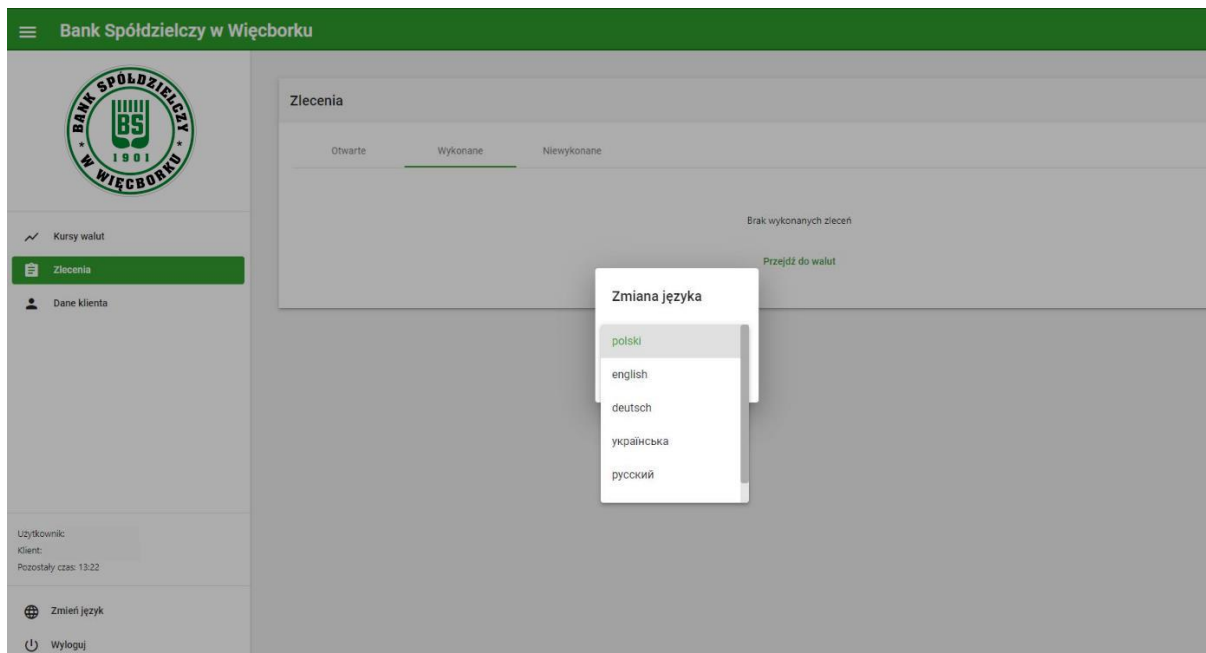 Bank Spółdzielczy w Więcborku
BANK SPÓŁDZIELCZY
BS
1901
W WIĘCBORKU
Kursy walut
Zlecenia
Dane klienta
Użytkownik:
Klient:
Pozostały czas: 13:22
Zmień język
Wyloguj
Zlecenia
Otwarte Wykonane Niewykonane
Brak wykonanych zleceń
Przejdź do walut
Zmiana języka
polski
english
deutsch
українська
русский